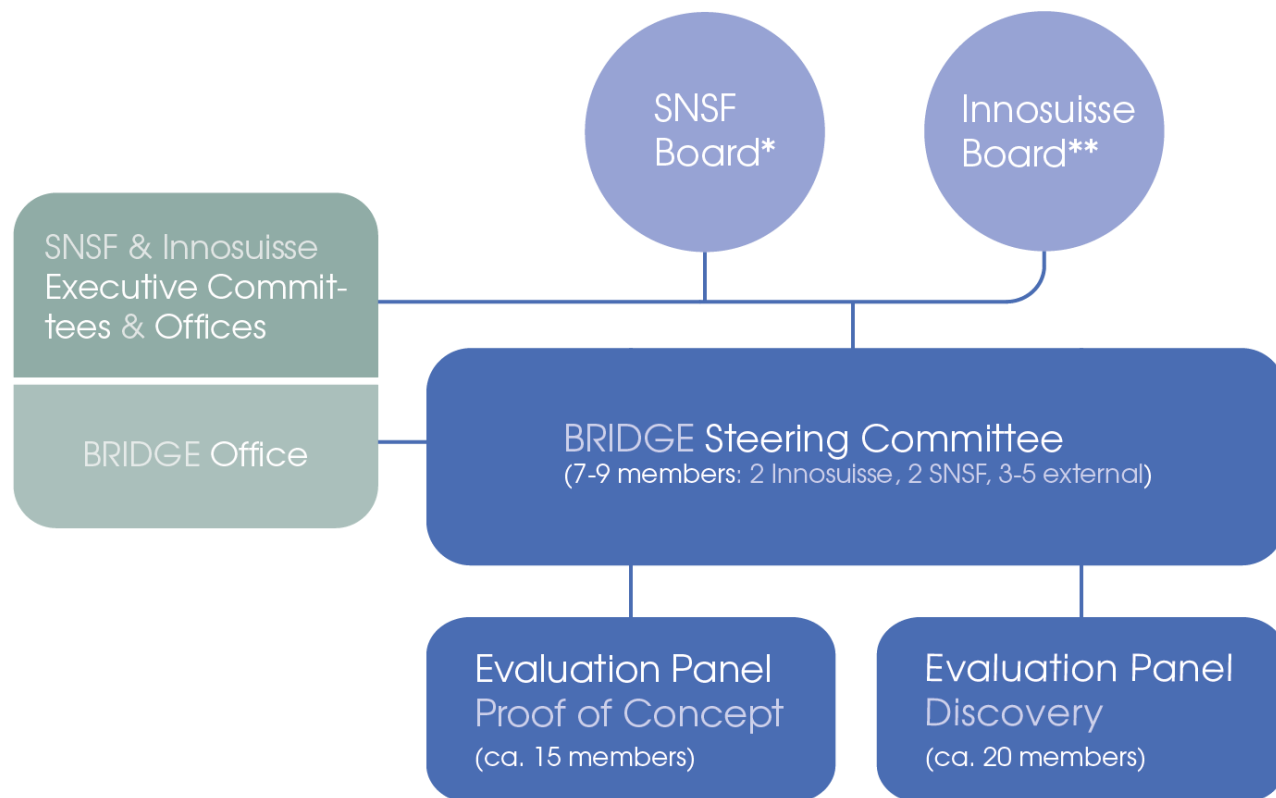 SNSF
Board*
Innosuisse
Board**
SNSF & Innosuisse
Executive Commit-
tees & Offices
BRIDGE Office
BRIDGE Steering Committee
(7-9 members: 2 Innosuisse, 2 SNSF, 3-5 external)
Evaluation Panel
Proof of Concept
(ca. 15 members)
Evaluation Panel
Discovery
(ca. 20 members)